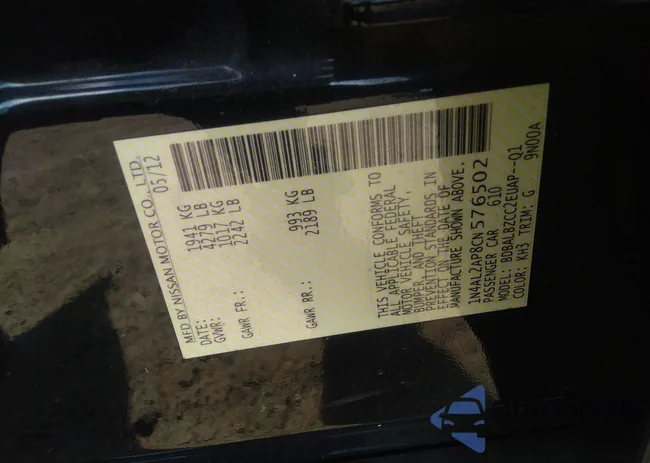 MFD BY NISSAN MOTOR CO., LTD.
DATE: 05/12
GVWR: 1941 KG
4279 LB
GAWR FR.: 1017 KG
2242 LB
GAWR RR.: 993 KG
2189 LB
THIS VEHICLE CONFORMS TO
ALL APPLICABLE FEDERAL
MOTOR VEHICLE SAFETY,
BUMPER, AND THEFT
PREVENTION STANDARDS IN
EFFECT ON THE DATE OF
MANUFACTURE SHOWN ABOVE.
1N4AL2AP8CN576502
PASSENGER CAR 610
MODEL: BDBALBZCC2EUAP--Q1
COLOR: KH3 TRIM: G 9N00A